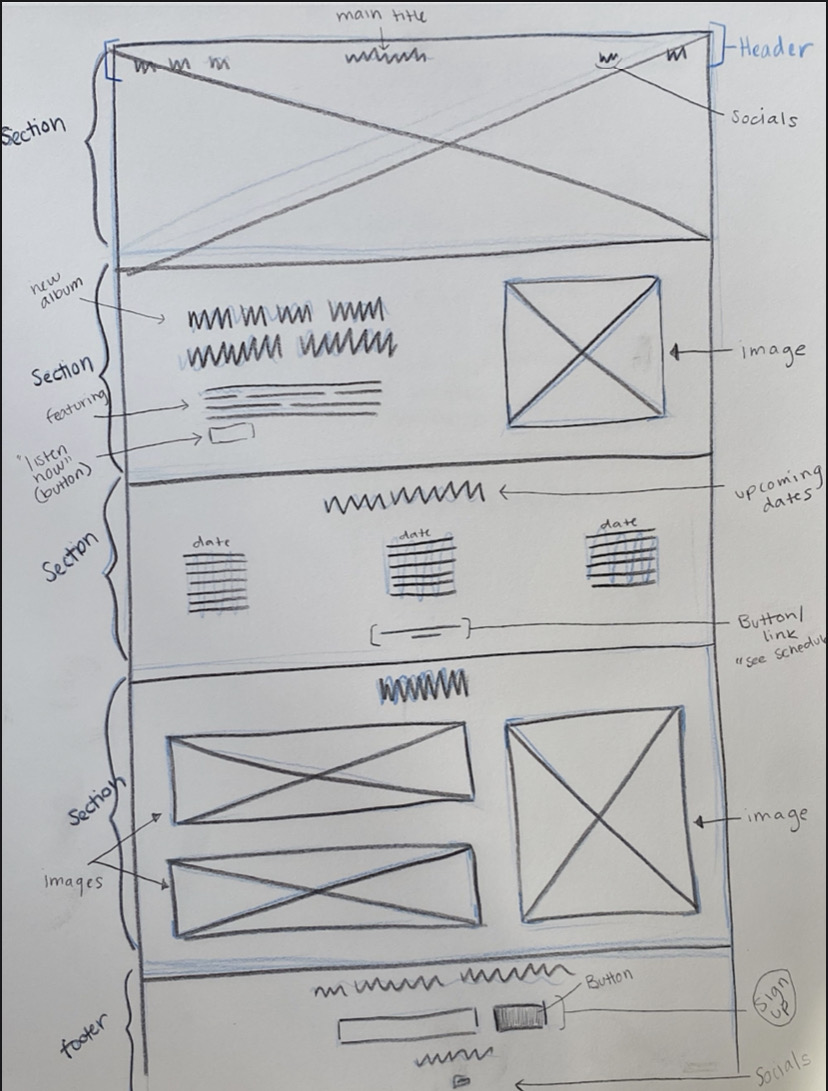 main title
Header
Section
Socials
new
album
Section
image
featuring
"listen
now"
(button)
upcoming
dates
Section
date
date
date
Button/
link
"see schedul
Section
image
images
Button
Sign
up
footer
Socials